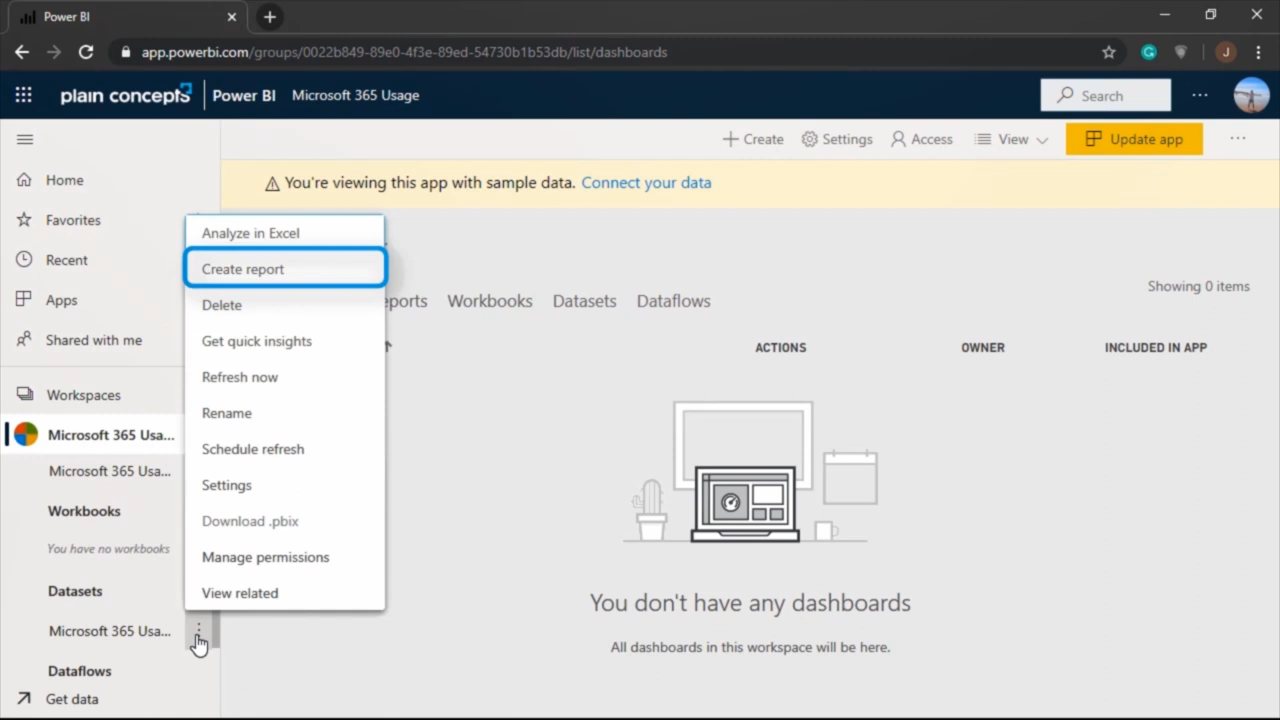 Power BI
app.powerbi.com/groups/0022b849-89e0-4f3e-89ed-54730b1b53db/list/dashboards
J
plain concepts Power BI Microsoft 365 Usage
Search
Create Settings Access View Update app
You're viewing this app with sample data. Connect your data
Home
Favorites
Recent
Apps
Shared with me
Workspaces
Microsoft 365 Usa...
Microsoft 365 Usa...
Workbooks
You have no workbooks
Datasets
Microsoft 365 Usa...
Dataflows
Get data
Analyze in Excel
Create report
Delete
Get quick insights
Refresh now
Rename
Schedule refresh
Settings
Download .pbix
Manage permissions
View related
eports Workbooks Datasets Dataflows
Showing 0 items
ACTIONS OWNER INCLUDED IN APP
You don't have any dashboards
All dashboards in this workspace will be here.